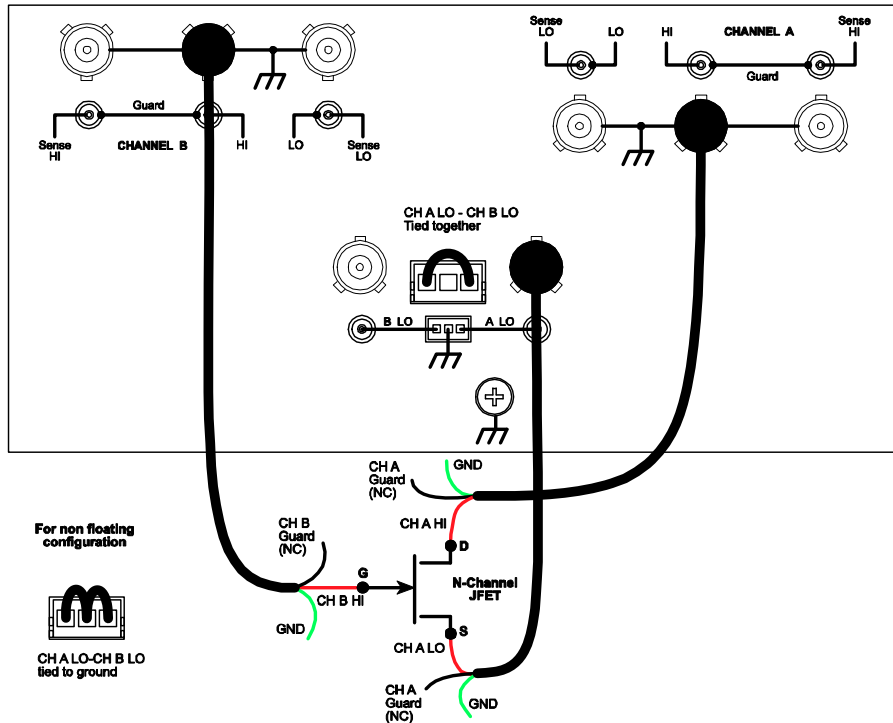 Sense
LO
LO
HI
CHANNEL A
Sense
HI
Guard
Guard
Sense
HI
CHANNEL B
HI
LO
Sense
LO
CH A LO - CH B LO
Tied together
B LO
A LO
CH A
Guard
(NC)
GND
CH A HI
For non floating
configuration
CH B
Guard
(NC)
G
D
N-Channel
JFET
CH B HI
GND
S
CH A LO
CH A LO-CH B LO
tied to ground
CH A
Guard
(NC)
GND